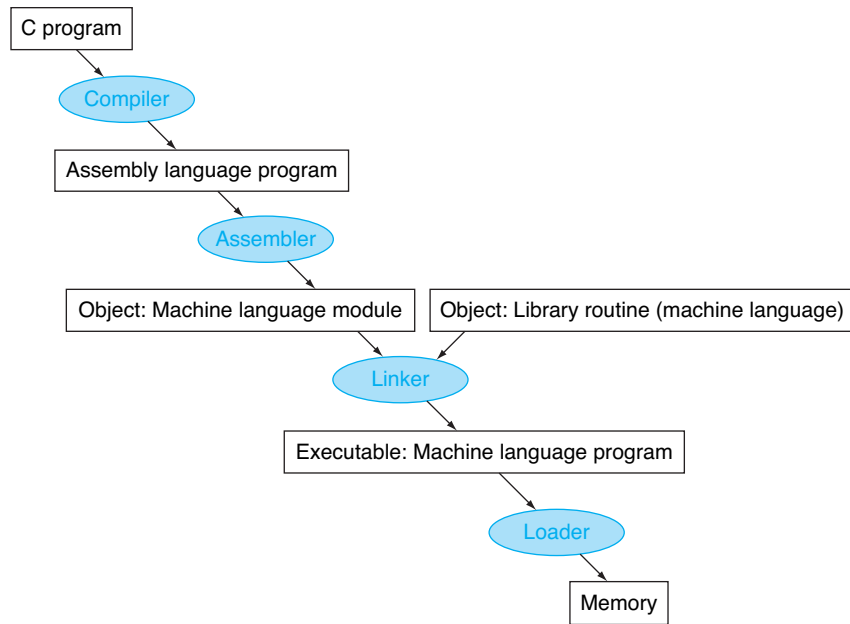 C program
Compiler
Assembly language program
Assembler
Object: Machine language module
Object: Library routine (machine language)
Linker
Executable: Machine language program
Loader
Memory